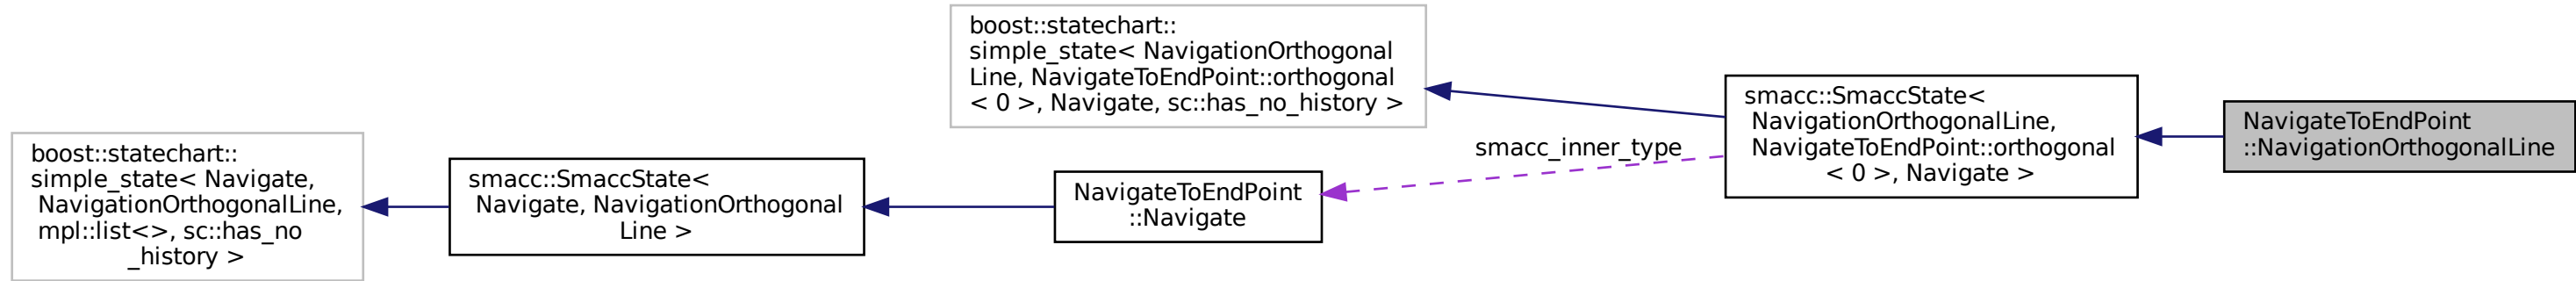 boost::statechart::
simple_state< NavigationOrthogonal
Line, NavigateToEndPoint::orthogonal
< 0 >, Navigate, sc::has_no_history >
smacc::SmaccState<
NavigationOrthogonalLine,
NavigateToEndPoint::orthogonal
< 0 >, Navigate >
NavigateToEndPoint
::NavigationOrthogonalLine
smacc_inner_type
boost::statechart::
simple_state< Navigate,
NavigationOrthogonalLine,
mpl::list<>, sc::has_no
_history >
smacc::SmaccState<
Navigate, NavigationOrthogonal
Line >
NavigateToEndPoint
::Navigate